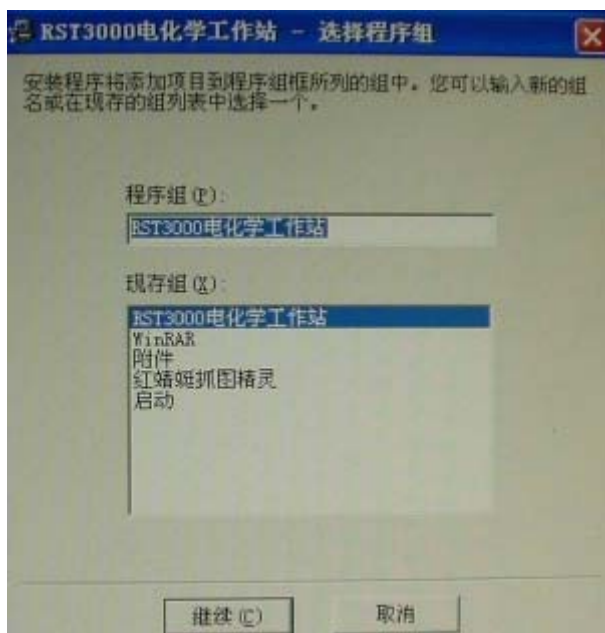 RST3000电化学工作站 - 选择程序组
安装程序将添加项目到程序组框所列的组中。您可以输入新的组
名或在现存的组列表中选择一个。
程序组(P):
RST3000电化学工作站
现存组(X):
RST3000电化学工作站
WinRAR
附件
红蜻蜓抓图精灵
启动
继续(C)
取消